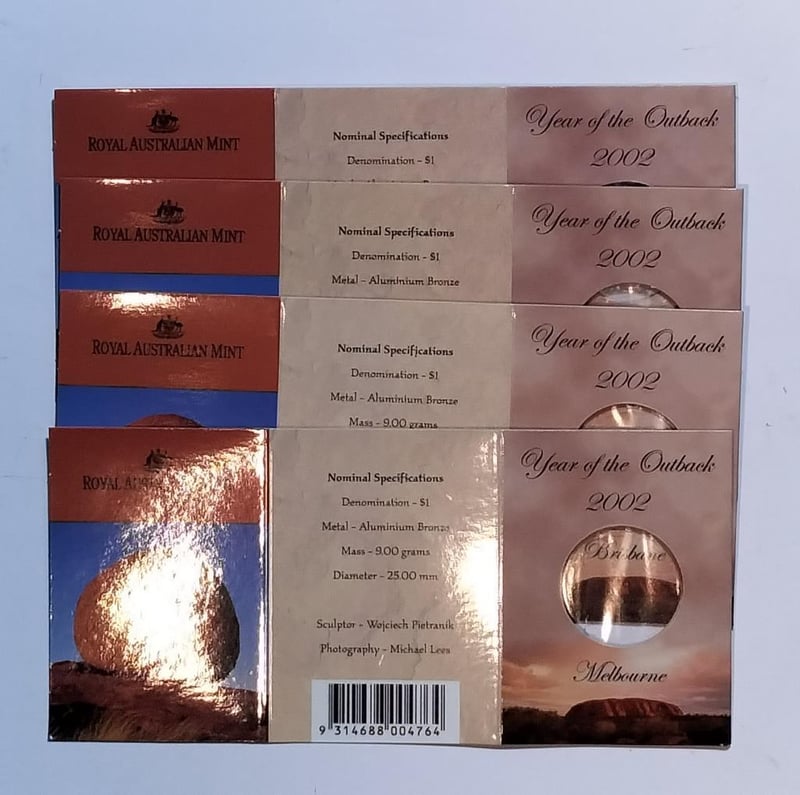 ROYAL AUSTRALIAN MINT
Nominal Specifications
Denomination - $1
Year of the Outback
2002
ROYAL AUSTRALIAN MINT
Nominal Specifications
Denomination - $1
Metal - Aluminium Bronze
Year of the Outback
2002
ROYAL AUSTRALIAN MINT
Nominal Specifications
Denomination - $1
Metal - Aluminium Bronze
Mass - 9.00 grams
Year of the Outback
2002
ROYAL
Nominal Specifications
Denomination - $1
Metal - Aluminium Bronze
Mass - 9.00 grams
Diameter - 25.00 mm
Sculptor - Wojciech Pietranik
Photography - Michael Lees
9 314688 004764
Year of the Outback
2002
Brisbane
Melbourne